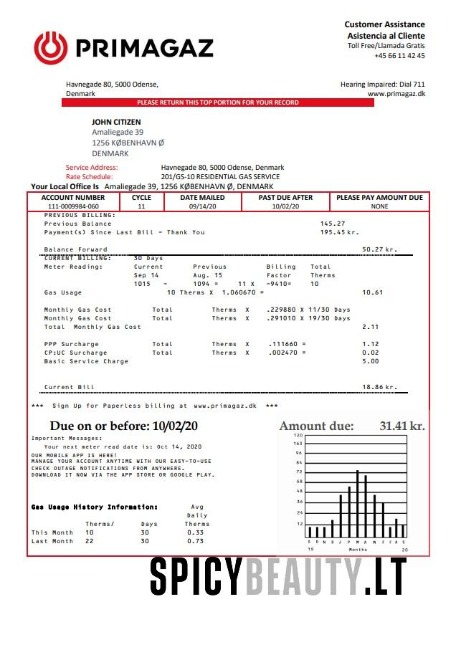 PRIMAGAZ
Customer Assistance
Asistencia al Cliente
Toll Free/Llamada Gratis
+45 66 11 42 45
Havnegade 80, 5000 Odense,
Denmark
Hearing Impaired: Dial 711
www.primagaz.dk
PLEASE RETURN THIS TOP PORTION FOR YOUR RECORD
JOHN CITIZEN
Amaliegade 39
1256 KØBENHAVN Ø
DENMARK
Service Address: Havnegade 80, 5000 Odense, Denmark
Rate Schedule: 201/GS-10 RESIDENTIAL GAS SERVICE
Your Local Office Is Amaliegade 39, 1256 KØBENHAVN Ø, DENMARK
ACCOUNT NUMBER CYCLE DATE MAILED PAST DUE AFTER PLEASE PAY AMOUNT DUE
111-0009984-060 11 09/14/20 10/02/20 NONE
PREVIOUS BILLING:
Previous Balance 145.27
Payment(s) Since Last Bill - Thank You 195.45 kr.
Balance Forward 50.27 kr.
CURRENT BILLING: 30 Days
Meter Reading: Current Previous Billing Total
Sep 14 Aug. 15 Factor Therms
1015 - 1094 = 11 X -9410= 10
Gas Usage 10 Therms X 1.060670 = 10.61
Monthly Gas Cost Total Therms X .229880 X 11/30 Days
Monthly Gas Cost Total Therms X .291010 X 19/30 Days
Total Monthly Gas Cost 2.11
PPP Surcharge Total Therms X .111660 = 1.12
CP:UC Surcharge Total Therms X .002470 = 0.02
Basic Service Charge 5.00
Current Bill 18.86 kr.
*** Sign Up for Paperless billing at www.primagaz.dk ***
Due on or before: 10/02/20 Amount due: 31.41 kr.
Important Messages:
Your next meter read date is: Oct 14, 2020
OUR MOBILE APP IS HERE!
MANAGE YOUR ACCOUNT ANYTIME WITH OUR EASY-TO-USE
CHECK OUTAGE NOTIFICATIONS FROM ANYWHERE.
DOWNLOAD IT NOW VIA THE APP STORE OR GOOGLE PLAY.
Gas Usage History Information: Avg
Daily
Therms/ Days Therms
This Month 10 30 0.33
Last Month 22 30 0.73
Months
SPICYBEAUTY.LT